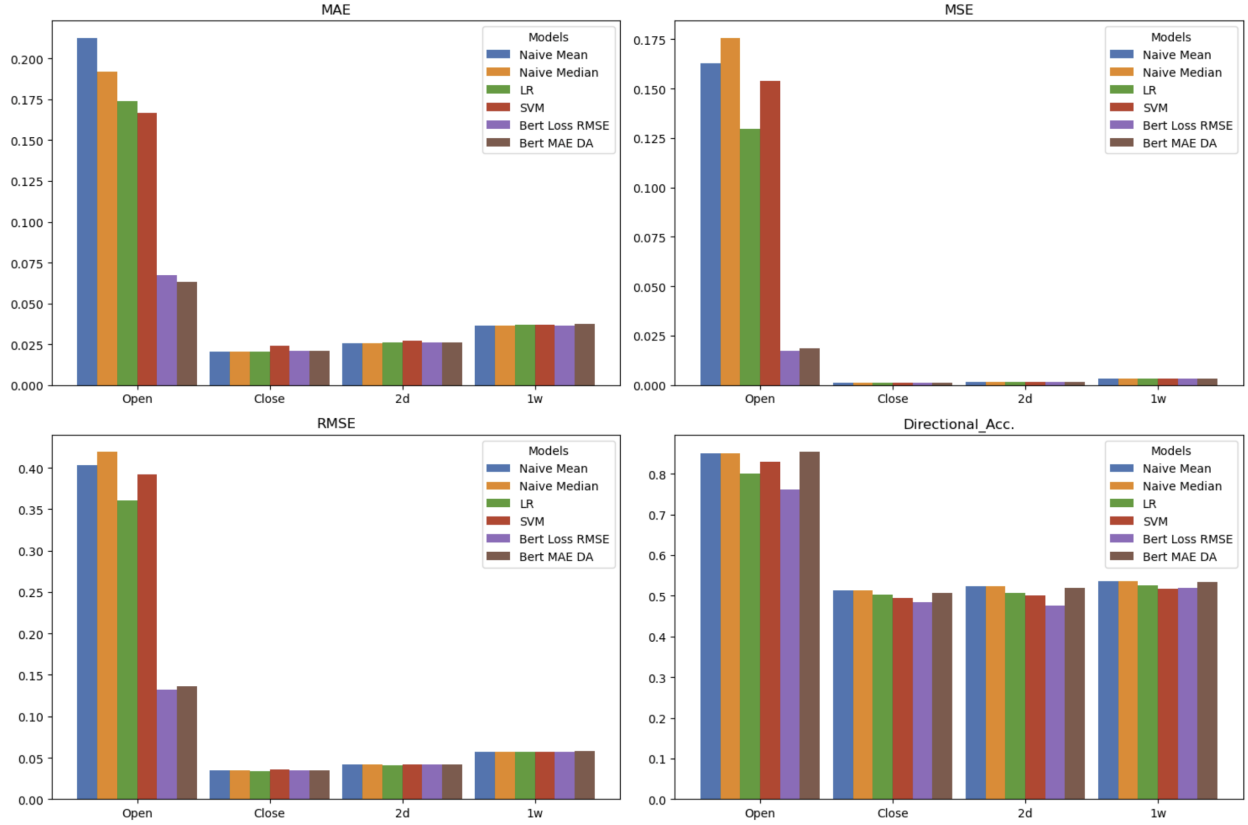 MAE
Models
Naive Mean
Naive Median
LR
SVM
Bert Loss RMSE
Bert MAE DA
0.200
0.175
0.150
0.125
0.100
0.075
0.050
0.025
0.000
Open Close 2d 1w
MSE
Models
Naive Mean
Naive Median
LR
SVM
Bert Loss RMSE
Bert MAE DA
0.175
0.150
0.125
0.100
0.075
0.050
0.025
0.000
Open Close 2d 1w
RMSE
Models
Naive Mean
Naive Median
LR
SVM
Bert Loss RMSE
Bert MAE DA
0.40
0.35
0.30
0.25
0.20
0.15
0.10
0.05
0.00
Open Close 2d 1w
Directional_Acc.
Models
Naive Mean
Naive Median
LR
SVM
Bert Loss RMSE
Bert MAE DA
0.8
0.7
0.6
0.5
0.4
0.3
0.2
0.1
0.0
Open Close 2d 1w